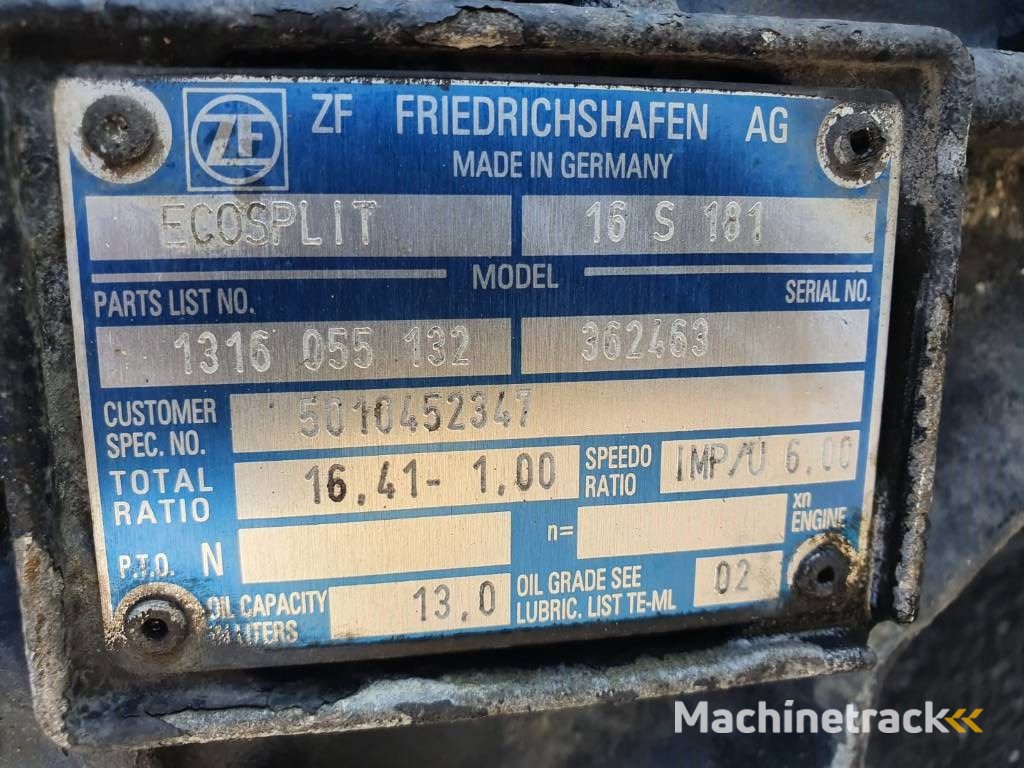 ZF ZF FRIEDRICHSHAFEN AG
MADE IN GERMANY
ECOSPLIT 16 S 181
MODEL
PARTS LIST NO. SERIAL NO.
1316 055 132 362463
CUSTOMER SPEC. NO. 5010452347
TOTAL RATIO 16,41- 1,00 SPEEDO RATIO IMP/U 6.00
P.T.O. N n= xn ENGINE
OIL CAPACITY LITERS 13,0 OIL GRADE SEE LUBRIC. LIST TE-ML 02
Machinetrack